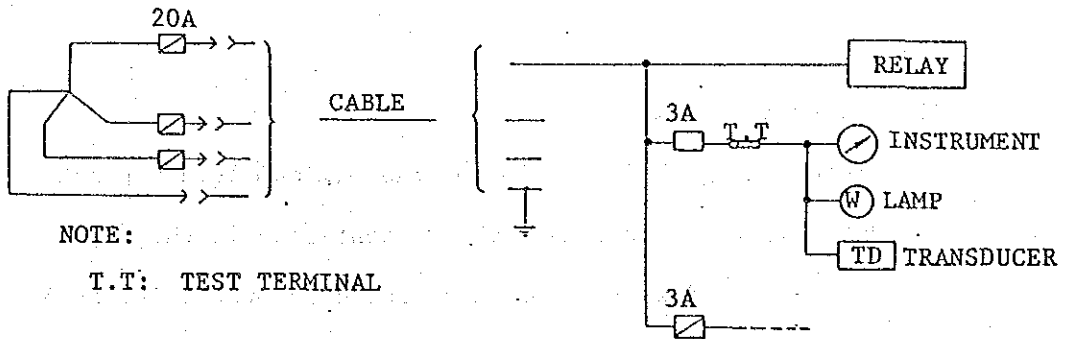 20A
CABLE
RELAY
3A
T.T
INSTRUMENT
W LAMP
TD TRANSDUCER
NOTE:
T.T: TEST TERMINAL
3A